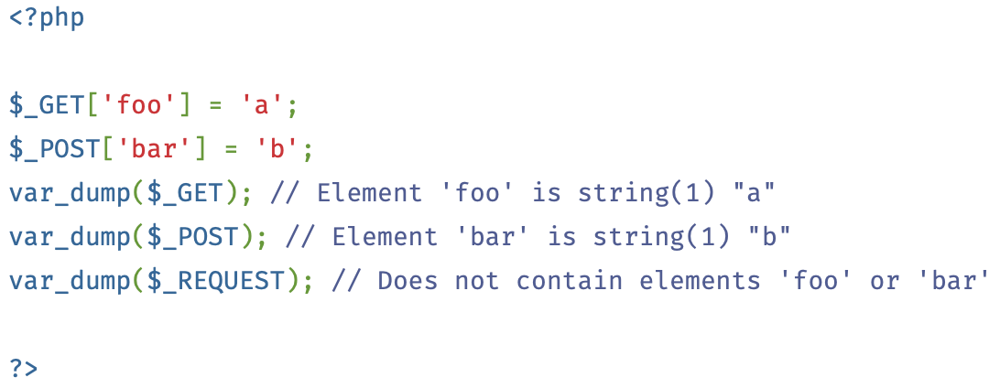 <?php
$_GET['foo'] = 'a';
$_POST['bar'] = 'b';
var_dump($_GET); // Element 'foo' is string(1) "a"
var_dump($_POST); // Element 'bar' is string(1) "b"
var_dump($_REQUEST); // Does not contain elements 'foo' or 'bar'
?>